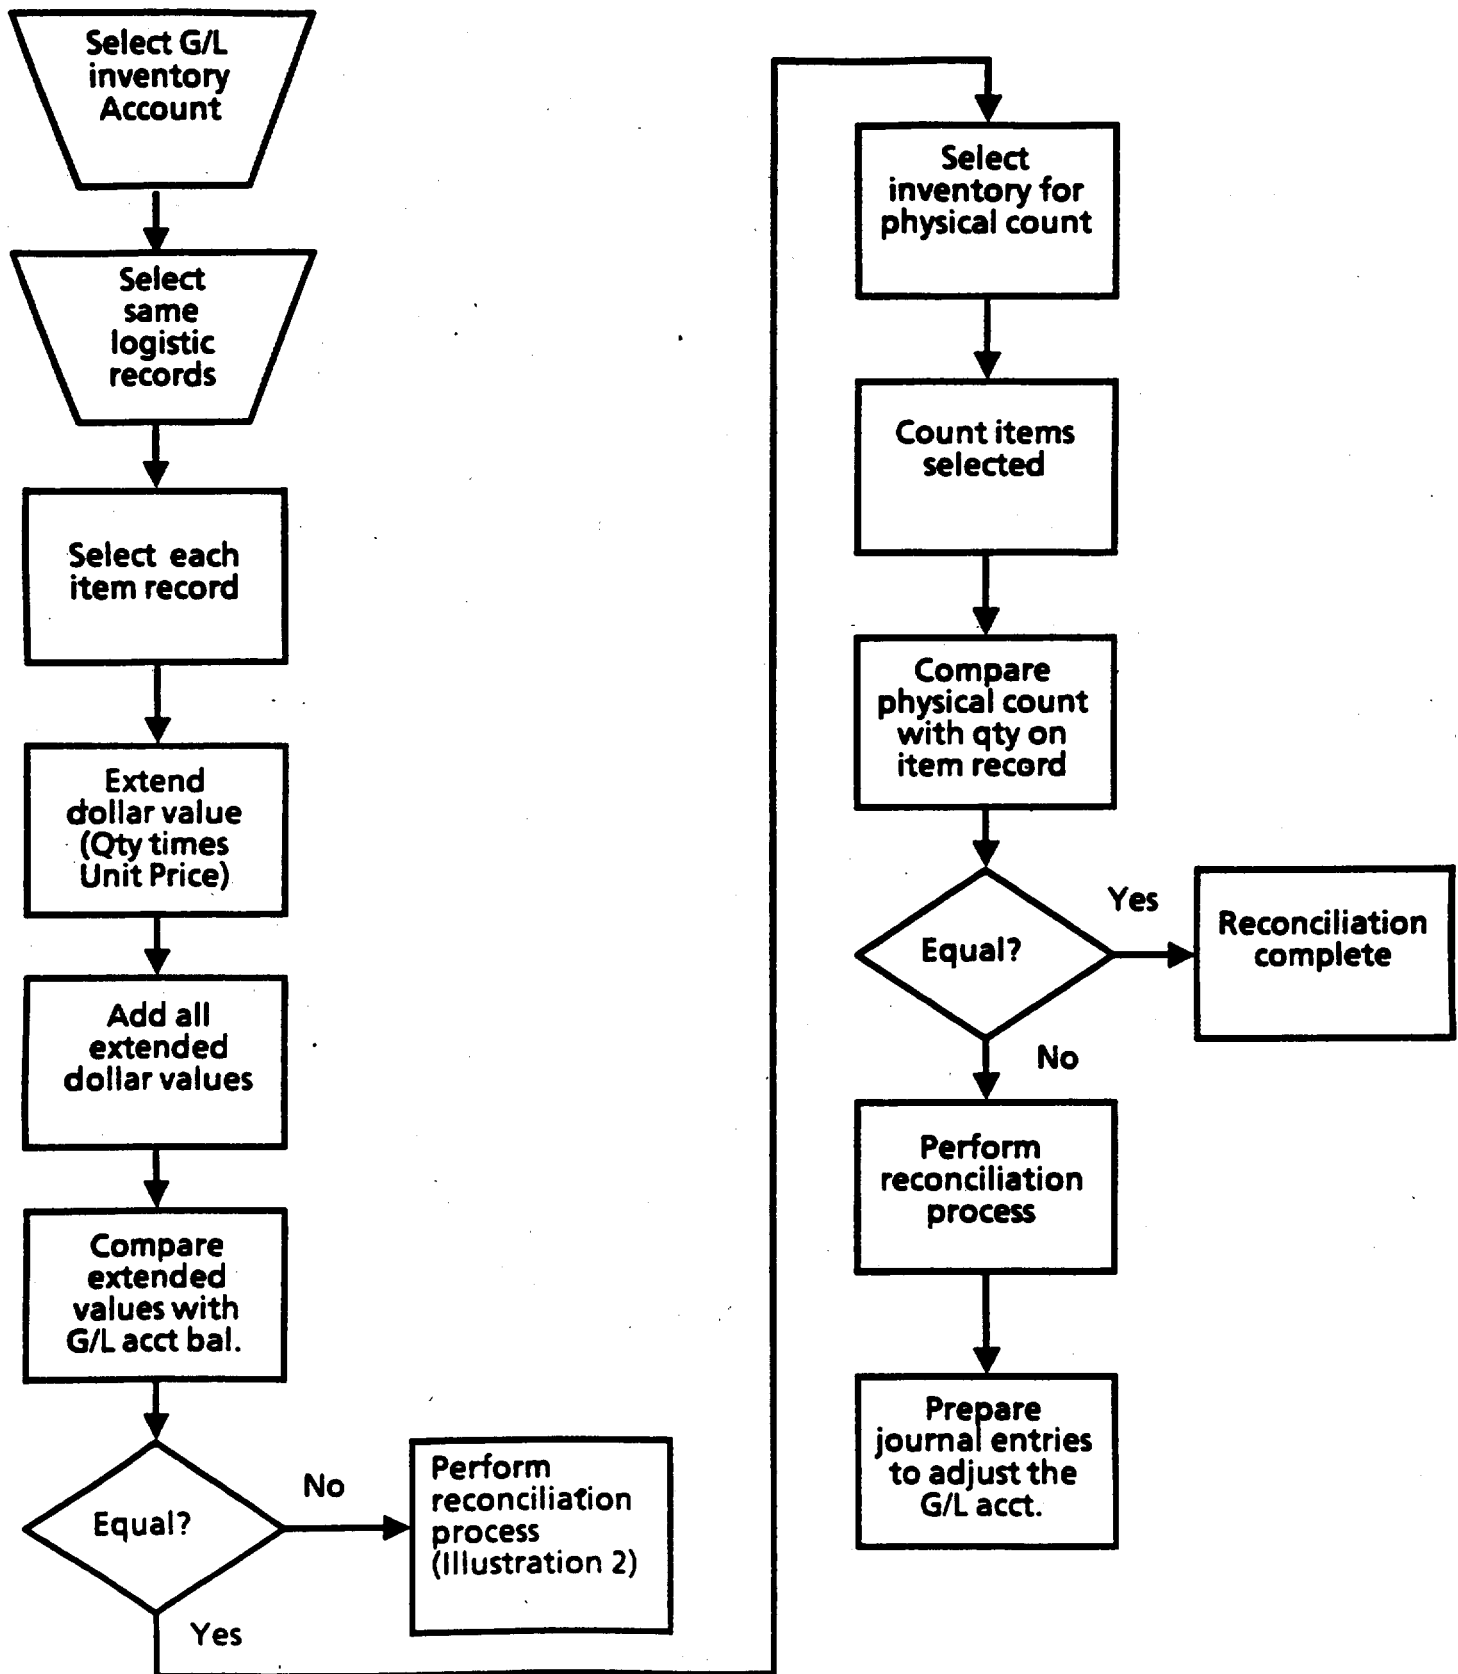 Select G/L
inventory
Account
Select
same
logistic
records
Select each
item record
Extend
dollar value
(Qty times
Unit Price)
Add all
extended
dollar values
Compare
extended
values with
G/L acct bal.
Equal?
No
Perform
reconciliation
process
(Illustration 2)
Yes
Select
inventory for
physical count
Count items
selected
Compare
physical count
with qty on
item record
Equal?
Yes
Reconciliation
complete
No
Perform
reconciliation
process
Prepare
journal entries
to adjust the
G/L acct.